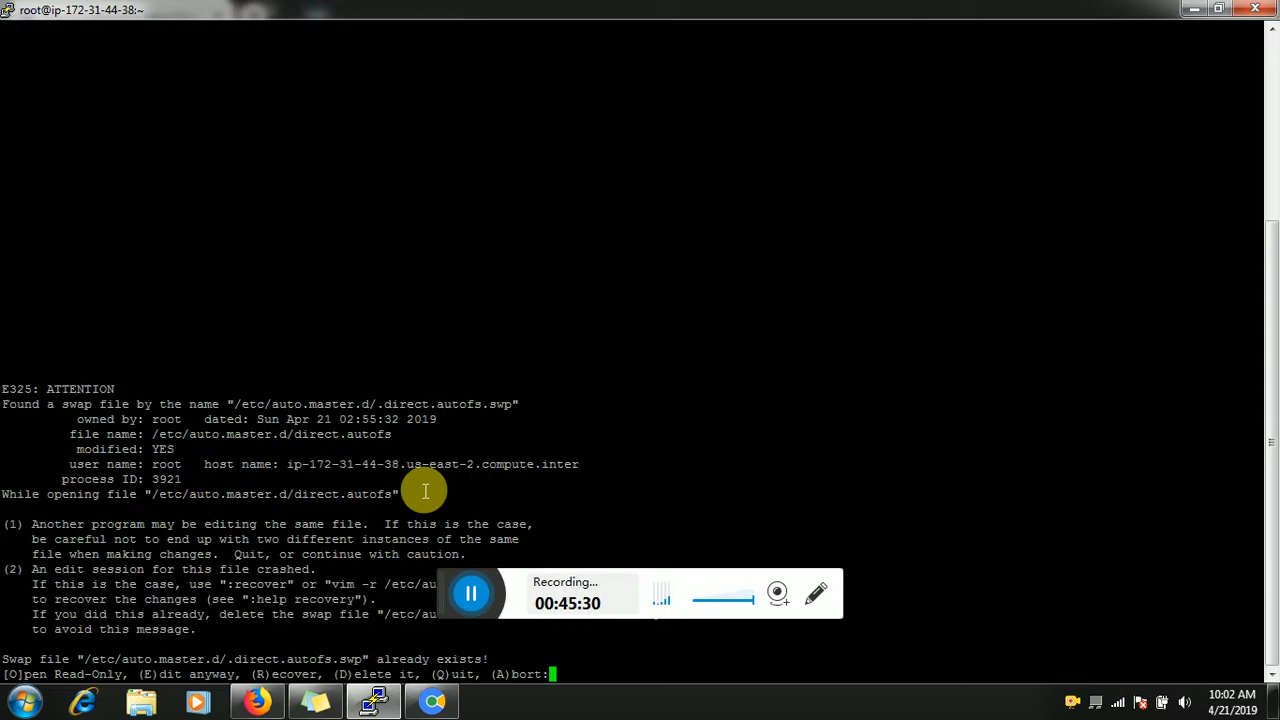 root@ip-172-31-44-38:~
E325: ATTENTION
Found a swap file by the name "/etc/auto.master.d/.direct.autofs.swp"
owned by: root   dated: Sun Apr 21 02:55:32 2019
file name: /etc/auto.master.d/direct.autofs
modified: YES
user name: root   host name: ip-172-31-44-38.us-east-2.compute.inter
process ID: 3921
While opening file "/etc/auto.master.d/direct.autofs"
(1) Another program may be editing the same file.  If this is the case,
be careful not to end up with two different instances of the same
file when making changes.  Quit, or continue with caution.
(2) An edit session for this file crashed.
If this is the case, use ":recover" or "vim -r /etc/au
to recover the changes (see ":help recovery").
If you did this already, delete the swap file "/etc/au
to avoid this message.
Swap file "/etc/auto.master.d/.direct.autofs.swp" already exists!
[O]pen Read-Only, (E)dit anyway, (R)ecover, (D)elete it, (Q)uit, (A)bort:
Recording...
00:45:30
10:02 AM
4/21/2019